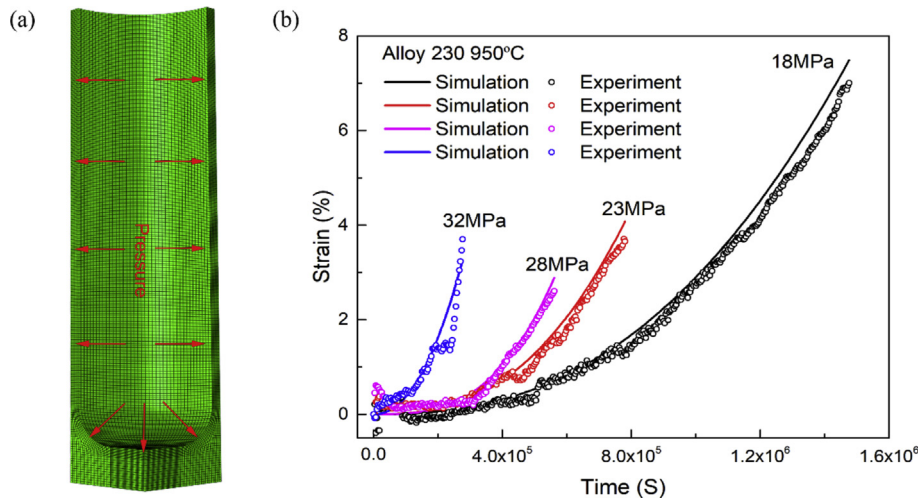 (a)
Pressure
(b)
Alloy 230 950ºC
Simulation Experiment
Simulation Experiment
Simulation Experiment
Simulation Experiment
18MPa
23MPa
28MPa
32MPa
Strain (%)
8
6
4
2
0
0.0 4.0x10⁵ 8.0x10⁵ 1.2x10⁶ 1.6x10⁶
Time (S)